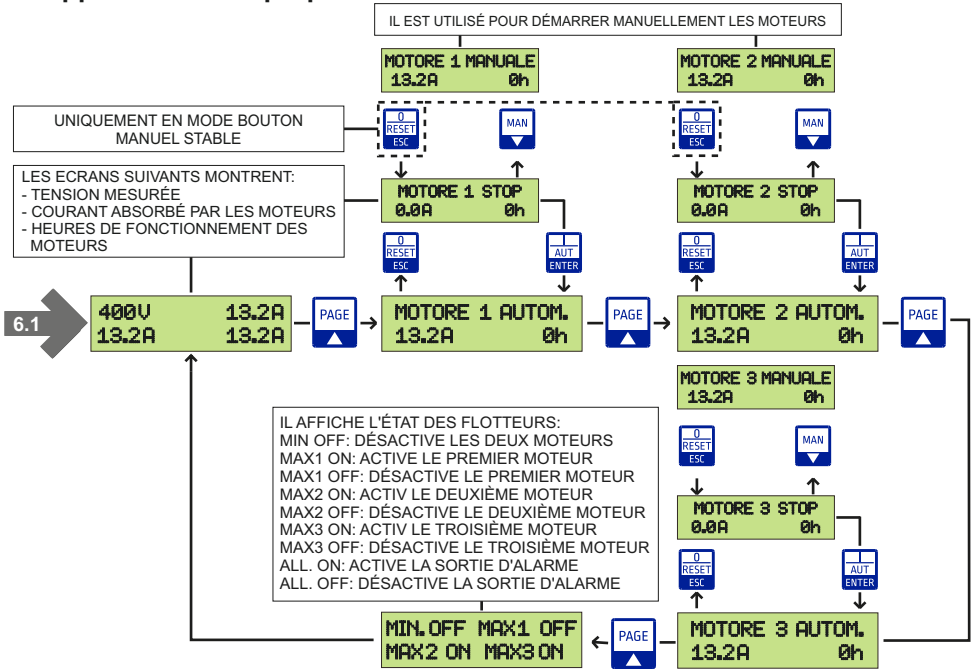 IL EST UTILISÉ POUR DÉMARRER MANUELLEMENT LES MOTEURS
MOTORE 1 MANUALE
13.2A 0h
MOTORE 2 MANUALE
13.2A 0h
UNIQUEMENT EN MODE BOUTON
MANUEL STABLE
0
RESET
ESC
MAN
0
RESET
ESC
MAN
LES ECRANS SUIVANTS MONTRENT:
- TENSION MESURÉE
- COURANT ABSORBÉ PAR LES MOTEURS
- HEURES DE FONCTIONNEMENT DES
MOTEURS
MOTORE 1 STOP
0.0A 0h
MOTORE 2 STOP
0.0A 0h
0
RESET
ESC
I
AUT
ENTER
0
RESET
ESC
I
AUT
ENTER
6.1
400V 13.2A
13.2A 13.2A
PAGE
MOTORE 1 AUTOM.
13.2A 0h
PAGE
MOTORE 2 AUTOM.
13.2A 0h
PAGE
MOTORE 3 MANUALE
13.2A 0h
0
RESET
ESC
MAN
MOTORE 3 STOP
0.0A 0h
0
RESET
ESC
I
AUT
ENTER
IL AFFICHE L'ÉTAT DES FLOTTEURS:
MIN OFF: DÉSACTIVE LES DEUX MOTEURS
MAX1 ON: ACTIVE LE PREMIER MOTEUR
MAX1 OFF: DÉSACTIVE LE PREMIER MOTEUR
MAX2 ON: ACTIV LE DEUXIÈME MOTEUR
MAX2 OFF: DÉSACTIVE LE DEUXIÈME MOTEUR
MAX3 ON: ACTIV LE TROISIÈME MOTEUR
MAX3 OFF: DÉSACTIVE LE TROISIÈME MOTEUR
ALL. ON: ACTIVE LA SORTIE D'ALARME
ALL. OFF: DÉSACTIVE LA SORTIE D'ALARME
MIN. OFF MAX1 OFF
MAX2 ON MAX3 ON
PAGE
MOTORE 3 AUTOM.
13.2A 0h